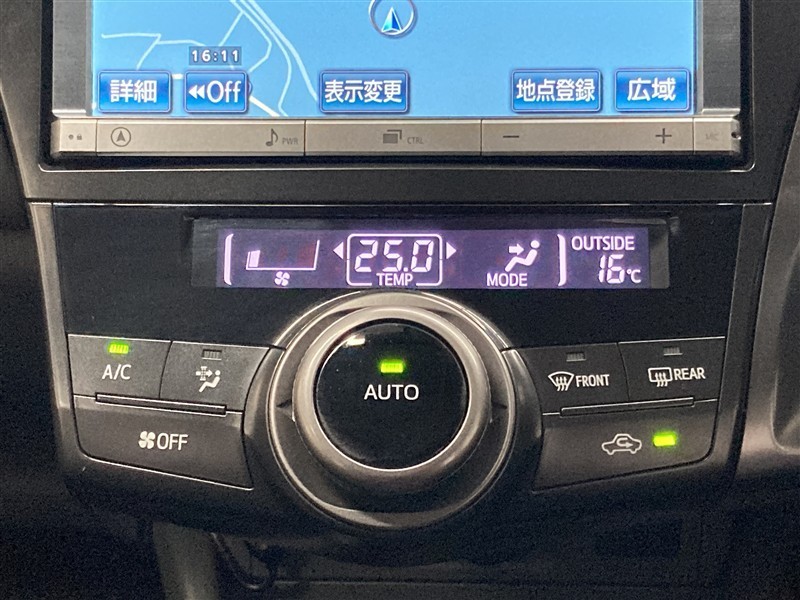 16:11
詳細
◀◀Off
表示変更
地点登録
広域
PWR
CTRL
25.0
TEMP
MODE
OUTSIDE
16℃
A/C
AUTO
FRONT
REAR
OFF